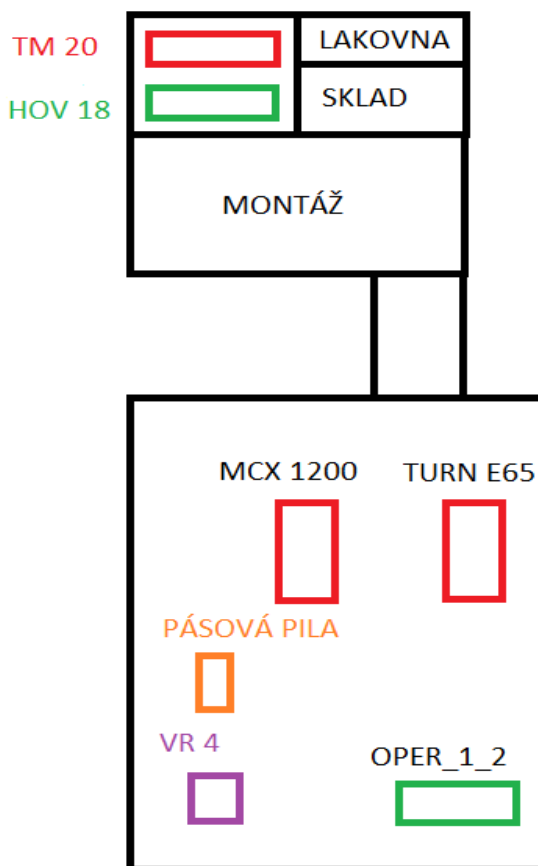 TM 20
LAKOVNA
HOV 18
SKLAD
MONTÁŽ
MCX 1200
TURN E65
PÁSOVÁ PILA
VR 4
OPER_1_2